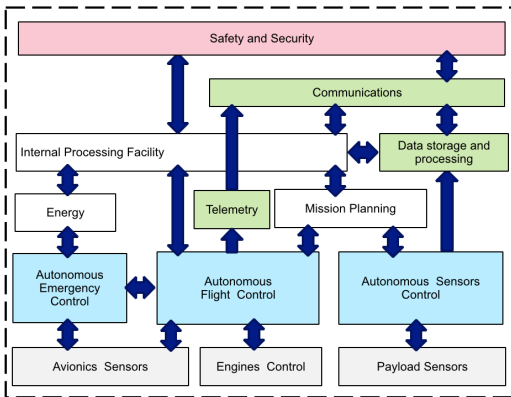 Safety and Security
Communications
Internal Processing Facility
Data storage and
processing
Energy
Telemetry
Mission Planning
Autonomous
Emergency
Control
Autonomous
Flight Control
Autonomous Sensors
Control
Avionics Sensors
Engines Control
Payload Sensors